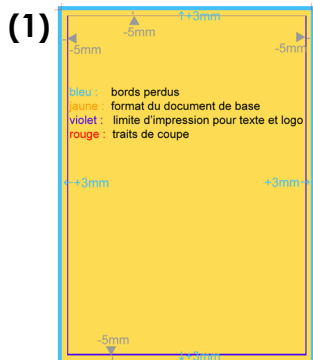 (1)
↑+3mm
-5mm
-5mm
-5mm
bleu : bords perdus
jaune : format du document de base
violet : limite d'impression pour texte et logo
rouge : traits de coupe
←+3mm
+3mm→
-5mm
↓+3mm